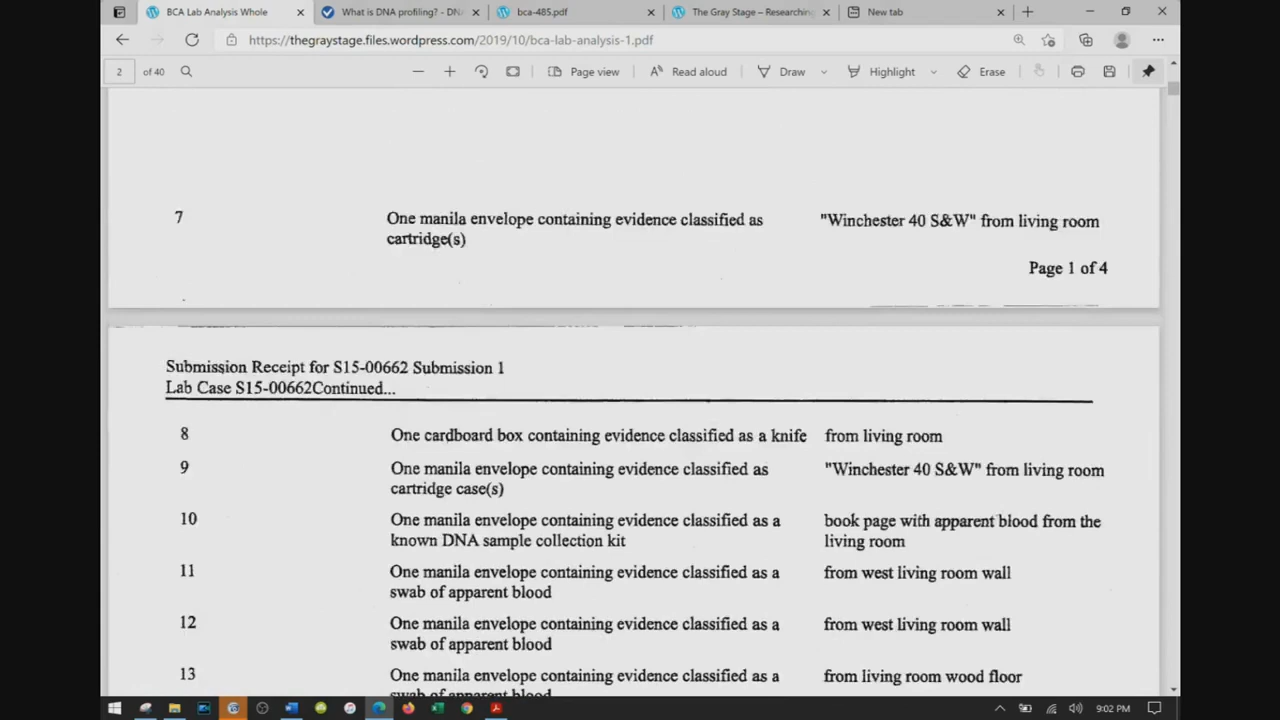 BCA Lab Analysis Whole
What is DNA profiling? - DN
bca-485.pdf
The Gray Stage – Researching
New tab
https://thegraystage.files.wordpress.com/2019/10/bca-lab-analysis-1.pdf
2 of 40
Page view
Read aloud
Draw
Highlight
Erase
7 One manila envelope containing evidence classified as "Winchester 40 S&W" from living room
cartridge(s)
Page 1 of 4
Submission Receipt for S15-00662 Submission 1
Lab Case S15-00662Continued...
8 One cardboard box containing evidence classified as a knife from living room
9 One manila envelope containing evidence classified as "Winchester 40 S&W" from living room
cartridge case(s)
10 One manila envelope containing evidence classified as a book page with apparent blood from the
known DNA sample collection kit living room
11 One manila envelope containing evidence classified as a from west living room wall
swab of apparent blood
12 One manila envelope containing evidence classified as a from west living room wall
swab of apparent blood
13 One manila envelope containing evidence classified as a from living room wood floor
swab of apparent blood
9:02 PM